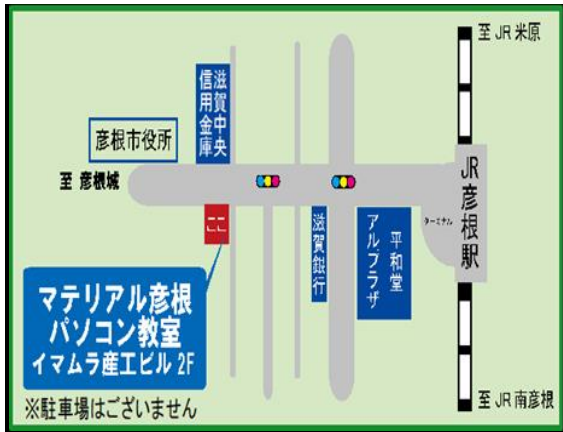 至 JR 米原
滋賀中央
信用金庫
彦根市役所
至 彦根城
JR彦根駅
ターミナル
ここ
滋賀銀行
平和堂
アル.プラザ
マテリアル彦根
パソコン教室
イマムラ産工ビル 2F
※駐車場はございません
至 JR 南彦根